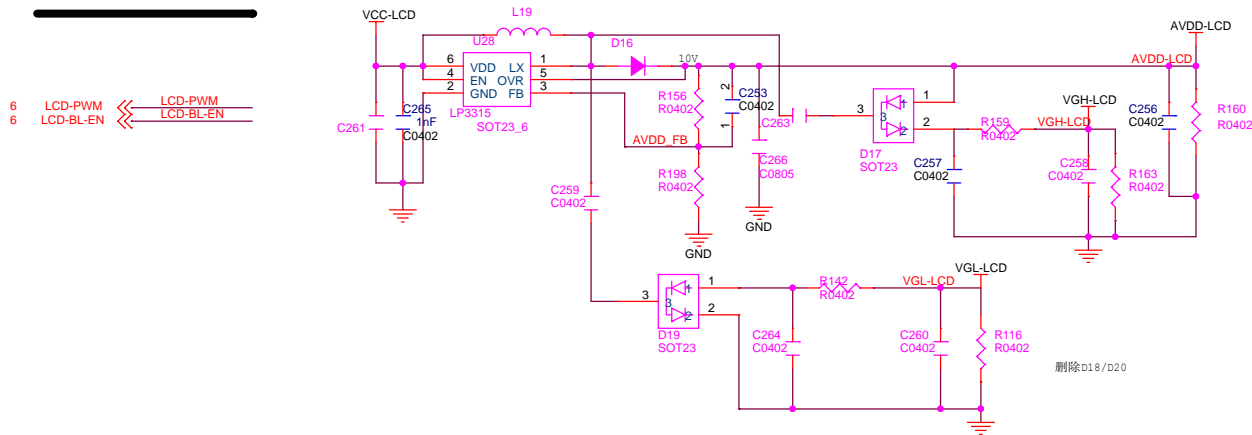 VCC-LCD
L19
U28
D16
10V
AVDD-LCD
AVDD-LCD
6 VDD LX 1
4 EN OVR 5
2 GND FB 3
LP3315
SOT23_6
6 LCD-PWM LCD-PWM
6 LCD-BL-EN LCD-BL-EN
C261
C265
1nF
C0402
R156
R0402
2
C253
C0402
1
C263
AVDD_FB
C266
C0805
GND
R198
R0402
GND
C259
C0402
3
3
1
2
1
2
D17
SOT23
R159
R0402
VGH-LCD
VGH-LCD
C257
C0402
C258
C0402
R163
R0402
C256
C0402
R160
R0402
3
3
1
2
1
2
D19
SOT23
R142
R0402
VGL-LCD
VGL-LCD
C264
C0402
C260
C0402
R116
R0402
删除D18/D20